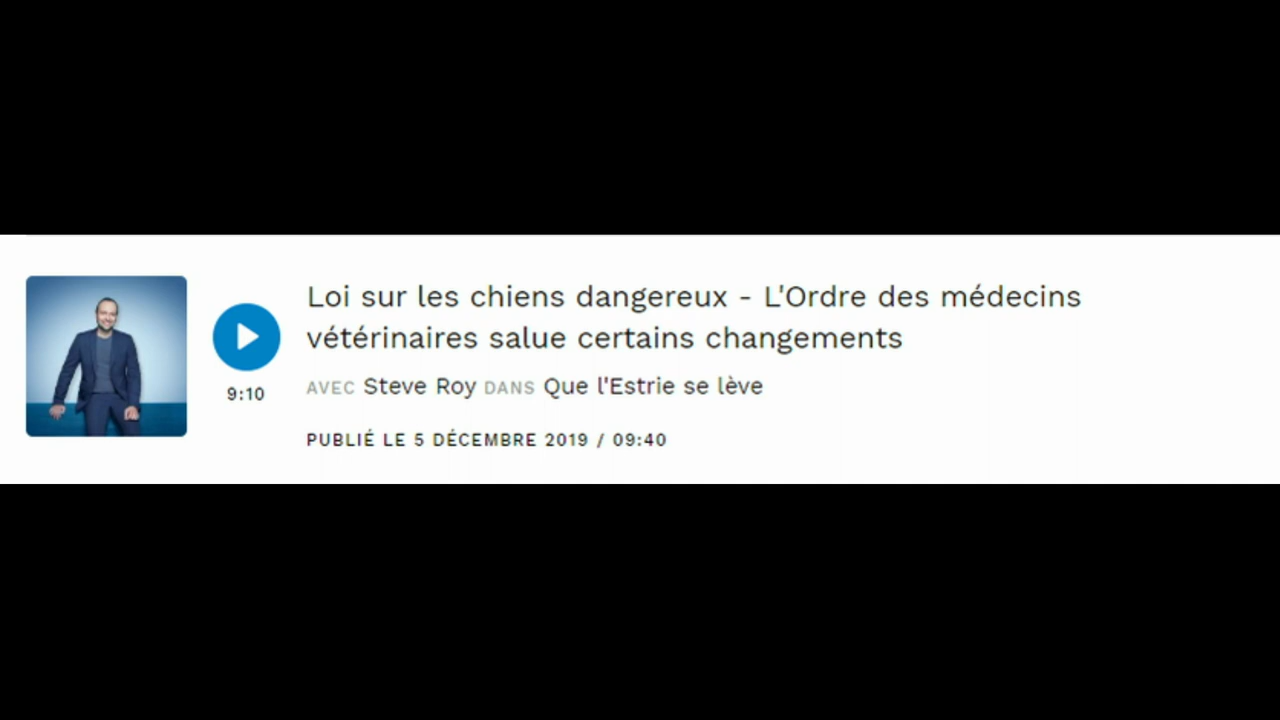 Loi sur les chiens dangereux - L'Ordre des médecins
vétérinaires salue certains changements
9:10
AVEC Steve Roy DANS Que l'Estrie se lève
PUBLIÉ LE 5 DÉCEMBRE 2019 / 09:40